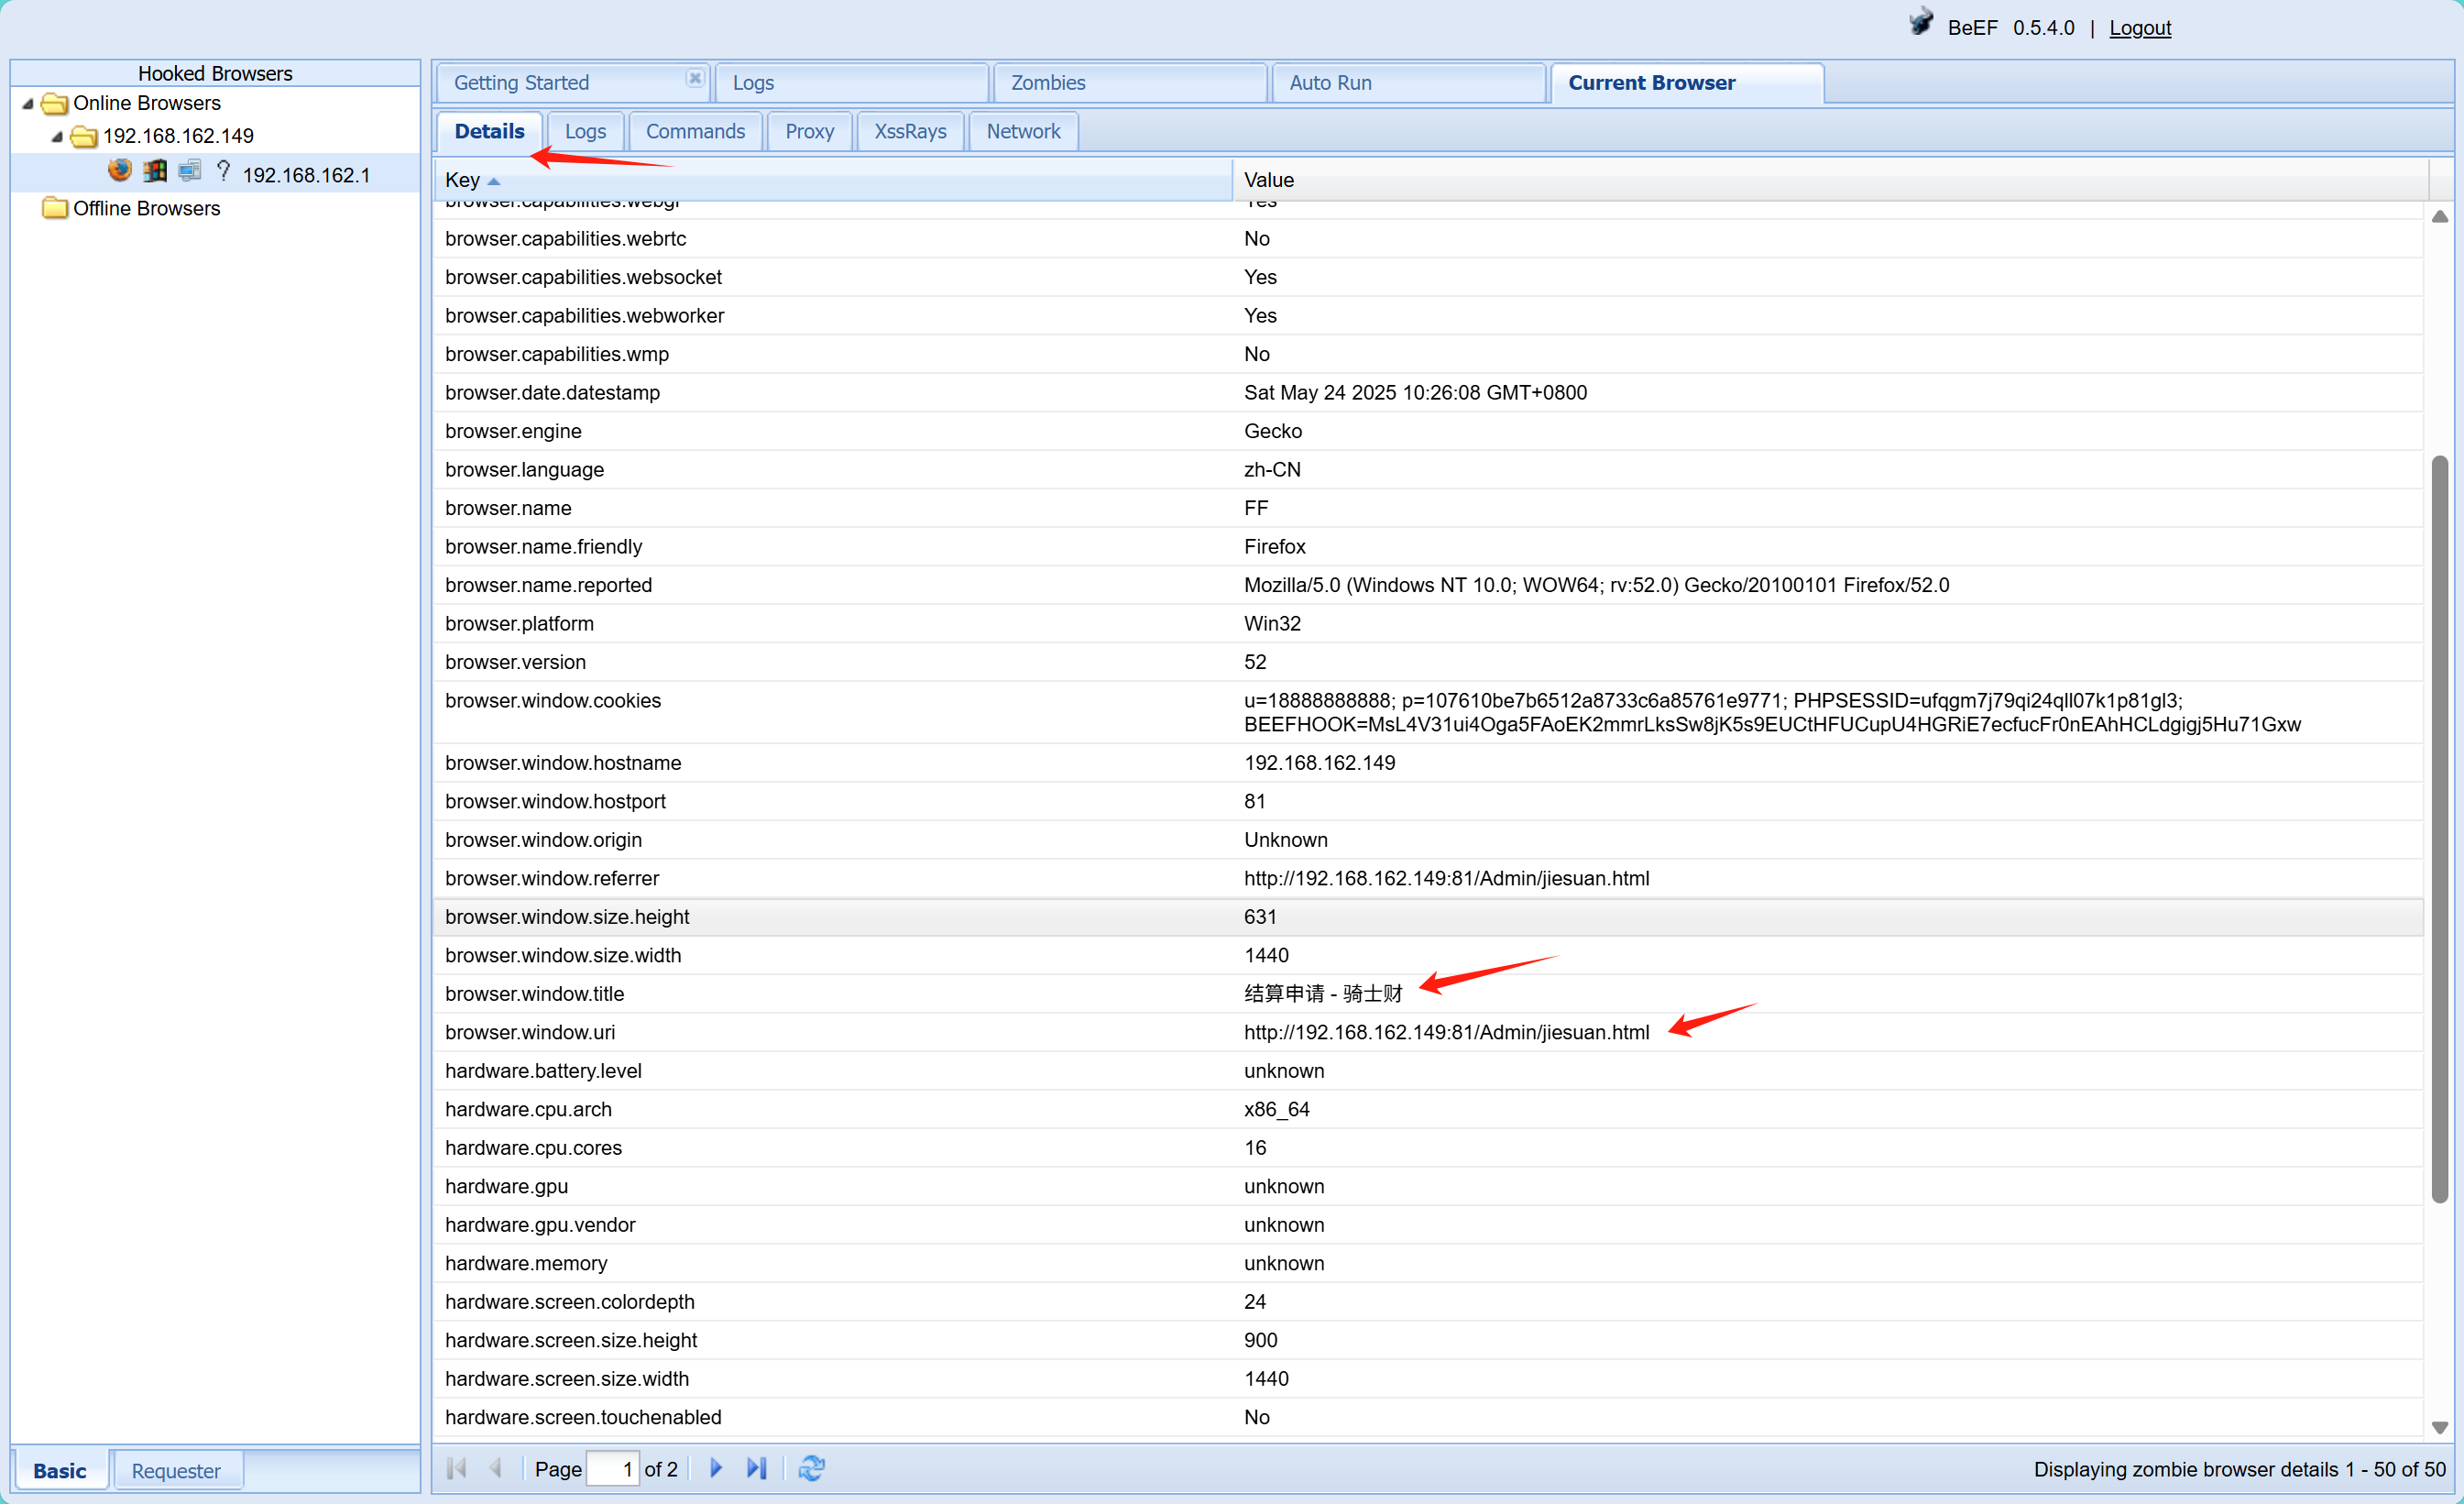 BeEF 0.5.4.0 | Logout
Hooked Browsers
Online Browsers
192.168.162.149
? 192.168.162.1
Offline Browsers
Getting Started
Logs
Zombies
Auto Run
Current Browser
Details
Logs
Commands
Proxy
XssRays
Network
Key Value
browser.capabilities.webgl Yes
browser.capabilities.webrtc No
browser.capabilities.websocket Yes
browser.capabilities.webworker Yes
browser.capabilities.wmp No
browser.date.datestamp Sat May 24 2025 10:26:08 GMT+0800
browser.engine Gecko
browser.language zh-CN
browser.name FF
browser.name.friendly Firefox
browser.name.reported Mozilla/5.0 (Windows NT 10.0; WOW64; rv:52.0) Gecko/20100101 Firefox/52.0
browser.platform Win32
browser.version 52
browser.window.cookies u=18888888888; p=107610be7b6512a8733c6a85761e9771; PHPSESSID=ufqgm7j79qi24qll07k1p81gl3;
BEEFHOOK=MsL4V31ui4Oga5FAoEK2mmrLksSw8jK5s9EUCtHFUCupU4HGRiE7ecfucFr0nEAhHCLdgigj5Hu71Gxw
browser.window.hostname 192.168.162.149
browser.window.hostport 81
browser.window.origin Unknown
browser.window.referrer http://192.168.162.149:81/Admin/jiesuan.html
browser.window.size.height 631
browser.window.size.width 1440
browser.window.title 结算申请 - 骑士财
browser.window.uri http://192.168.162.149:81/Admin/jiesuan.html
hardware.battery.level unknown
hardware.cpu.arch x86_64
hardware.cpu.cores 16
hardware.gpu unknown
hardware.gpu.vendor unknown
hardware.memory unknown
hardware.screen.colordepth 24
hardware.screen.size.height 900
hardware.screen.size.width 1440
hardware.screen.touchenabled No
Basic
Requester
Page 1 of 2
Displaying zombie browser details 1 - 50 of 50